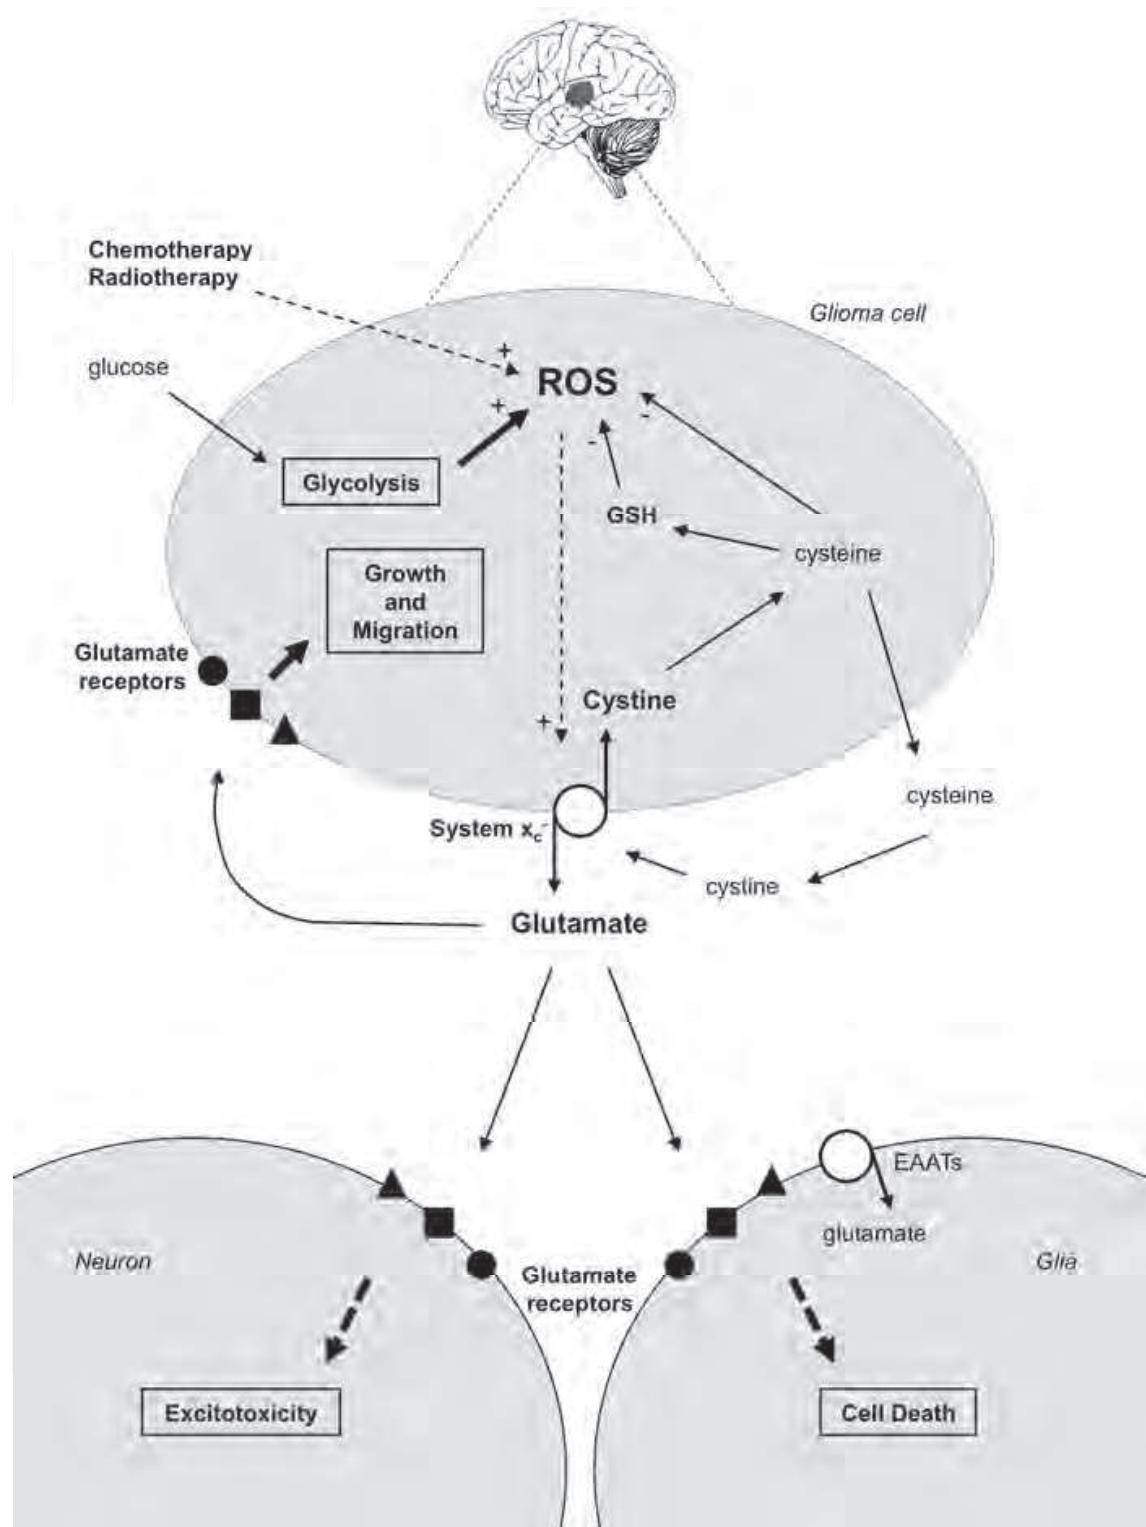 Chemotherapy
Radiotherapy
Glioma cell
+
glucose
ROS
+
-
-
Glycolysis
GSH
cysteine
Growth
and
Migration
Glutamate
receptors
Cystine
+
cysteine
System xc-
cystine
Glutamate
EAATs
glutamate
Neuron
Glia
Glutamate
receptors
Excitotoxicity
Cell Death